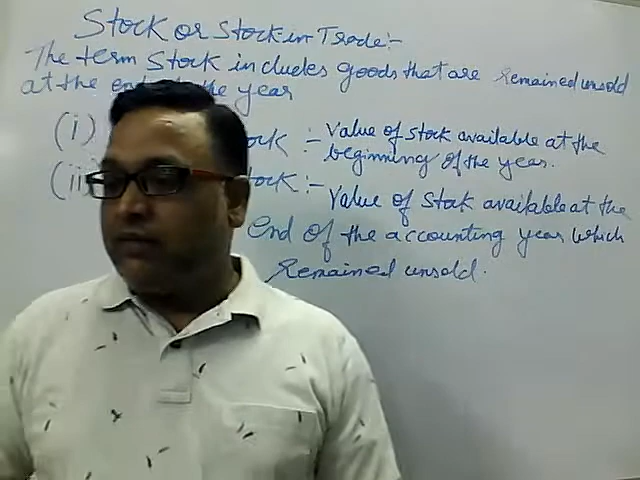 Stock or Stock in Trade:-
The term Stock includes goods that are remained unsold
at the end the year
(i) ock :- Value of stock available at the
beginning of the year.
(ii) tock :- Value of stock available at the
end of the accounting year which
remained unsold.